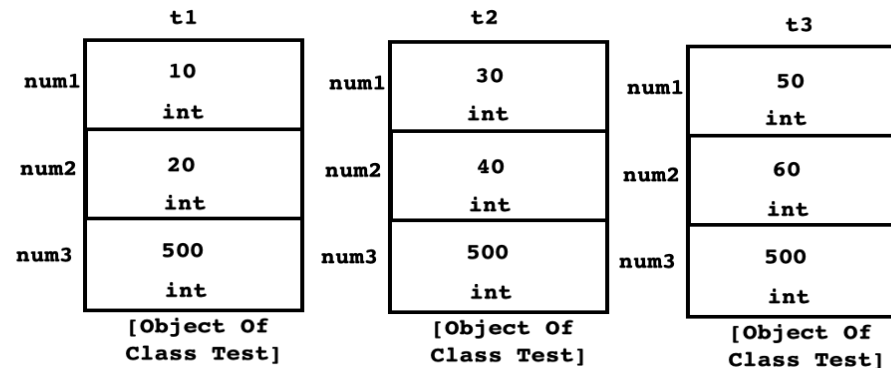 t1
num1
10
int
num2
20
int
num3
500
int
[Object Of
Class Test]
t2
num1
30
int
num2
40
int
num3
500
int
[Object Of
Class Test]
t3
num1
50
int
num2
60
int
num3
500
int
[Object Of
Class Test]